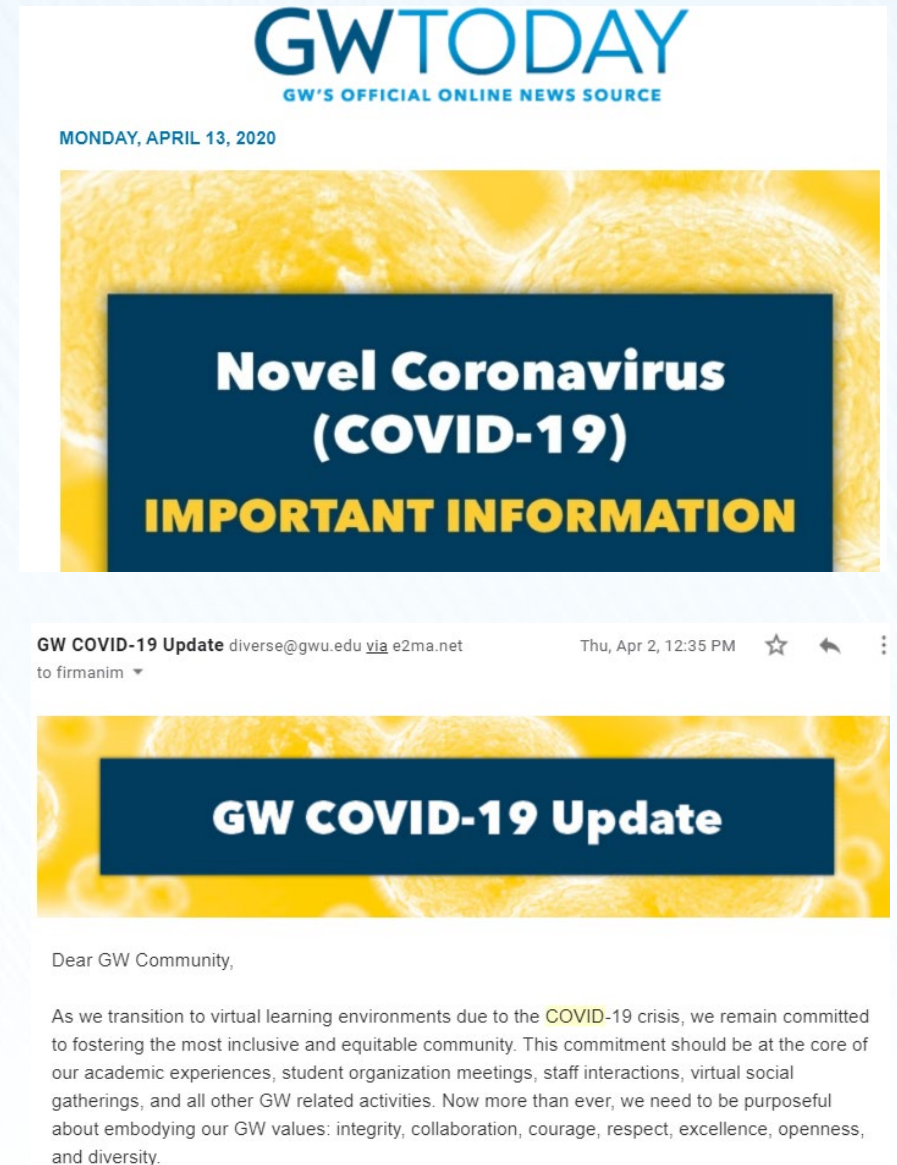 GWTODAY
GW'S OFFICIAL ONLINE NEWS SOURCE
MONDAY, APRIL 13, 2020
Novel Coronavirus
(COVID-19)
IMPORTANT INFORMATION
GW COVID-19 Update diverse@gwu.edu via e2ma.net Thu, Apr 2, 12:35 PM
to firmanim
GW COVID-19 Update
Dear GW Community,
As we transition to virtual learning environments due to the COVID-19 crisis, we remain committed
to fostering the most inclusive and equitable community. This commitment should be at the core of
our academic experiences, student organization meetings, staff interactions, virtual social
gatherings, and all other GW related activities. Now more than ever, we need to be purposeful
about embodying our GW values: integrity, collaboration, courage, respect, excellence, openness,
and diversity.